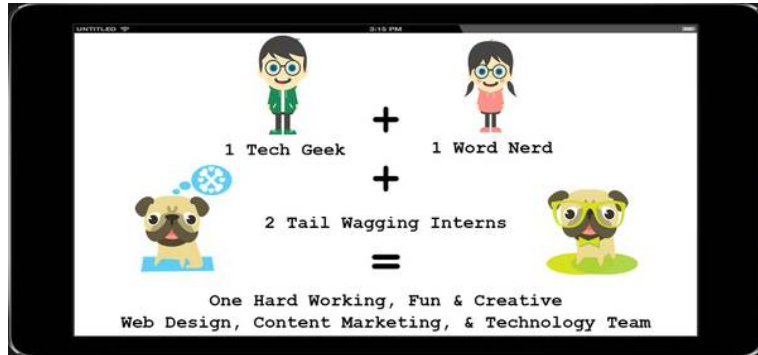 UNTITLED 3:15 PM
+
1 Tech Geek 1 Word Nerd
+
2 Tail Wagging Interns
=
One Hard Working, Fun & Creative
Web Design, Content Marketing, & Technology Team